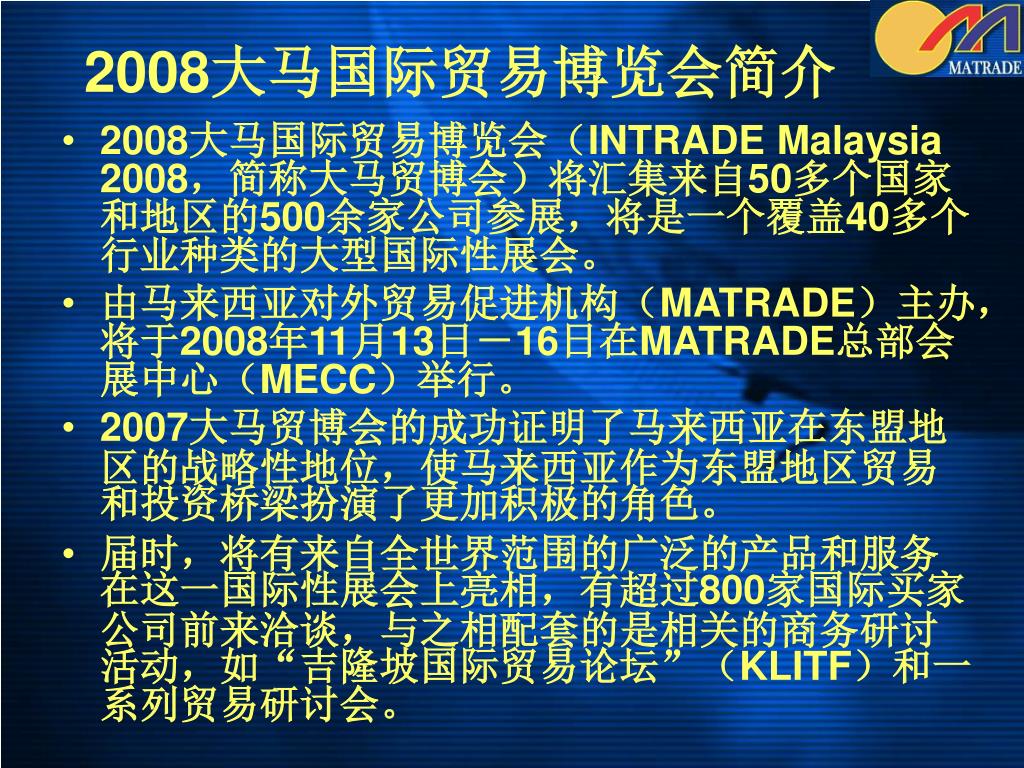 2008大马国际贸易博览会简介
MATRADE
• 2008大马国际贸易博览会（INTRADE Malaysia
2008，简称大马贸博会）将汇集来自50多个国家
和地区的500余家公司参展，将是一个覆盖40多个
行业种类的大型国际性展会。
• 由马来西亚对外贸易促进机构（MATRADE）主办，
将于2008年11月13日－16日在MATRADE总部会
展中心（MECC）举行。
• 2007大马贸博会的成功证明了马来西亚在东盟地
区的战略性地位，使马来西亚作为东盟地区贸易
和投资桥梁扮演了更加积极的角色。
• 届时，将有来自全世界范围的广泛的产品和服务
在这一国际性展会上亮相，有超过800家国际买家
公司前来洽谈，与之相配套的是相关的商务研讨
活动，如“吉隆坡国际贸易论坛”（KLITF）和一
系列贸易研讨会。